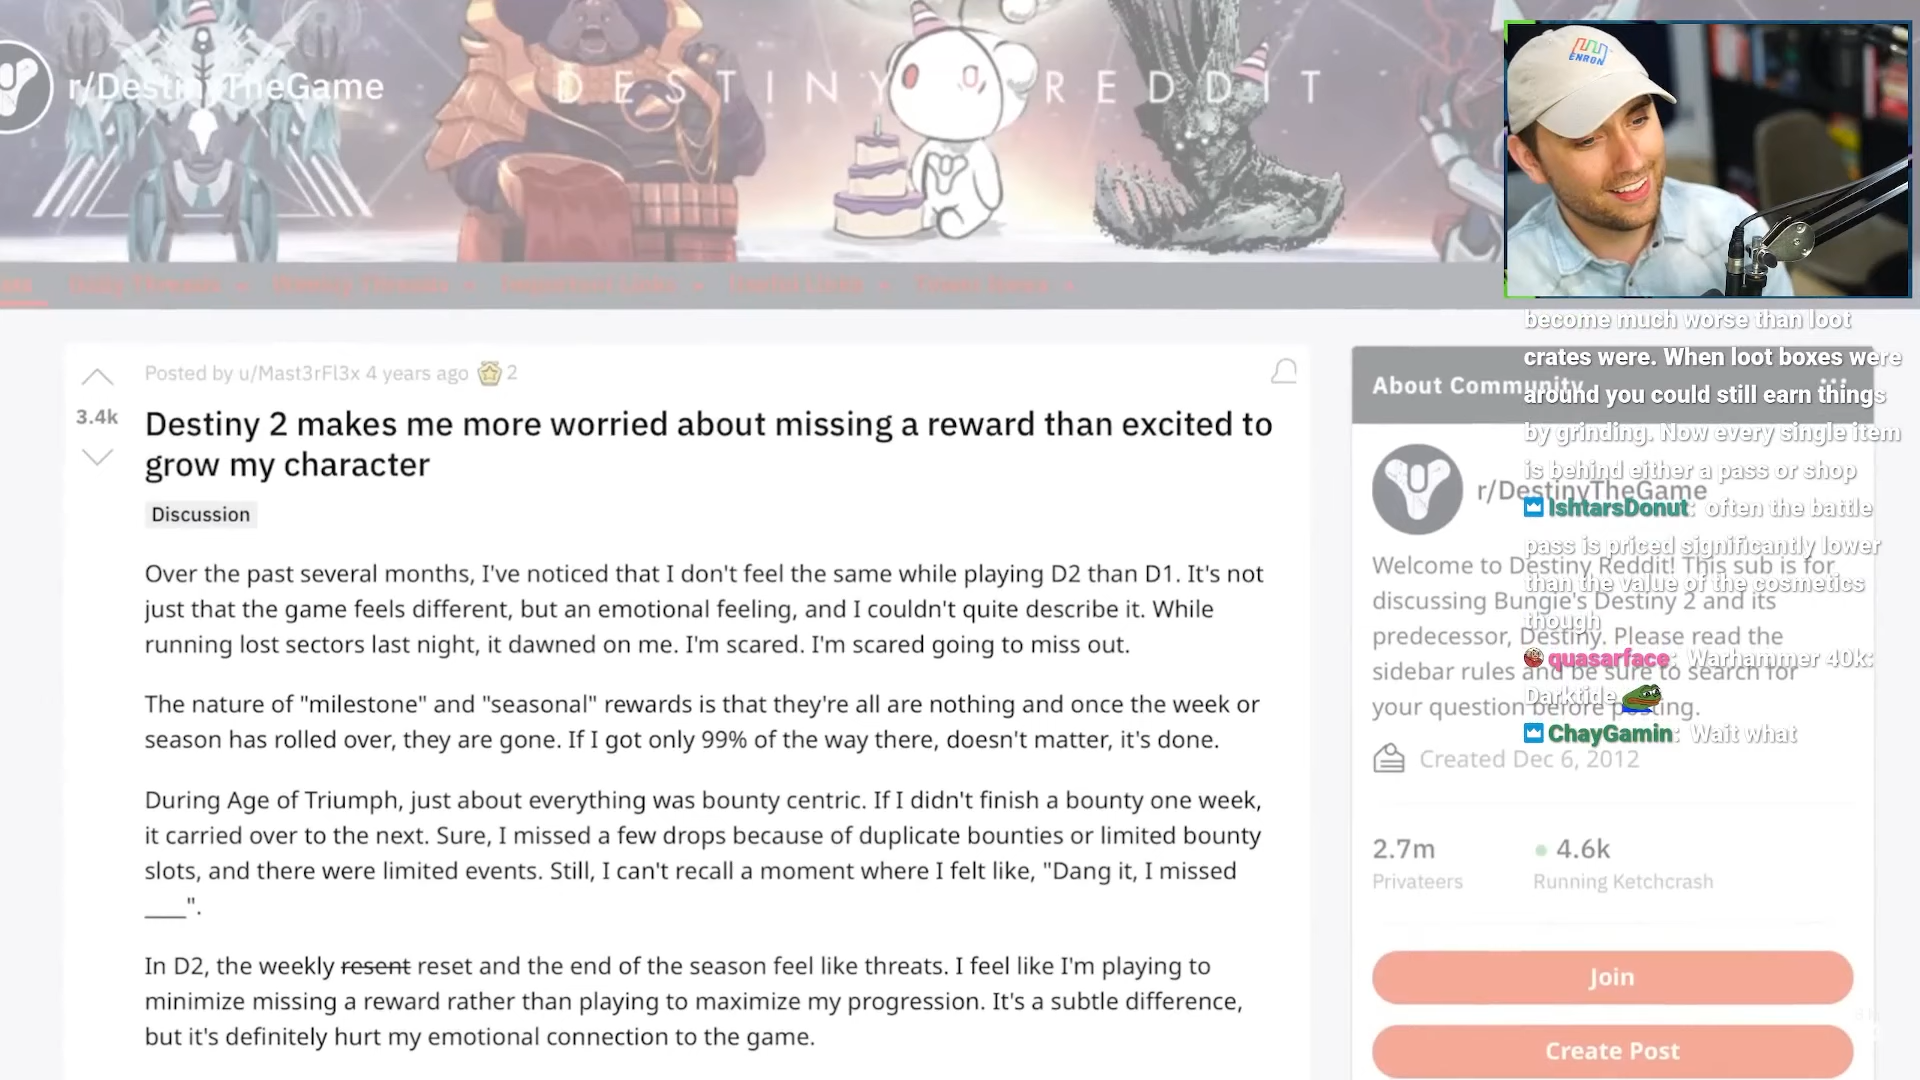 r/DestinyTheGame
DESTINY REDDIT
ENRON
Daily Threads
Weekly Threads
Important Links
Useful Links
Posted by u/Mast3rFl3x 4 years ago 2
3.4k
Destiny 2 makes me more worried about missing a reward than excited to
grow my character
Discussion
Over the past several months, I've noticed that I don't feel the same while playing D2 than D1. It's not
just that the game feels different, but an emotional feeling, and I couldn't quite describe it. While
running lost sectors last night, it dawned on me. I'm scared. I'm scared going to miss out.
The nature of "milestone" and "seasonal" rewards is that they're all are nothing and once the week or
season has rolled over, they are gone. If I got only 99% of the way there, doesn't matter, it's done.
During Age of Triumph, just about everything was bounty centric. If I didn't finish a bounty one week,
it carried over to the next. Sure, I missed a few drops because of duplicate bounties or limited bounty
slots, and there were limited events. Still, I can't recall a moment where I felt like, "Dang it, I missed
____".
In D2, the weekly resent reset and the end of the season feel like threats. I feel like I'm playing to
minimize missing a reward rather than playing to maximize my progression. It's a subtle difference,
but it's definitely hurt my emotional connection to the game.
become much worse than loot
crates were. When loot boxes were
around you could still earn things
by grinding. Now every single item
is behind either a pass or shop
IshtarsDonut: often the battle
pass is priced significantly lower
than the value of the cosmetics
though
quasarface: Warhammer 40k:
Darktide
ChayGamin: Wait what
About Community
r/DestinyTheGame
Welcome to Destiny Reddit! This sub is for
discussing Bungie's Destiny 2 and its
predecessor, Destiny. Please read the
sidebar rules and be sure to search for
your question before posting.
Created Dec 6, 2012
2.7m
4.6k
Privateers
Running Ketchcrash
Join
Create Post